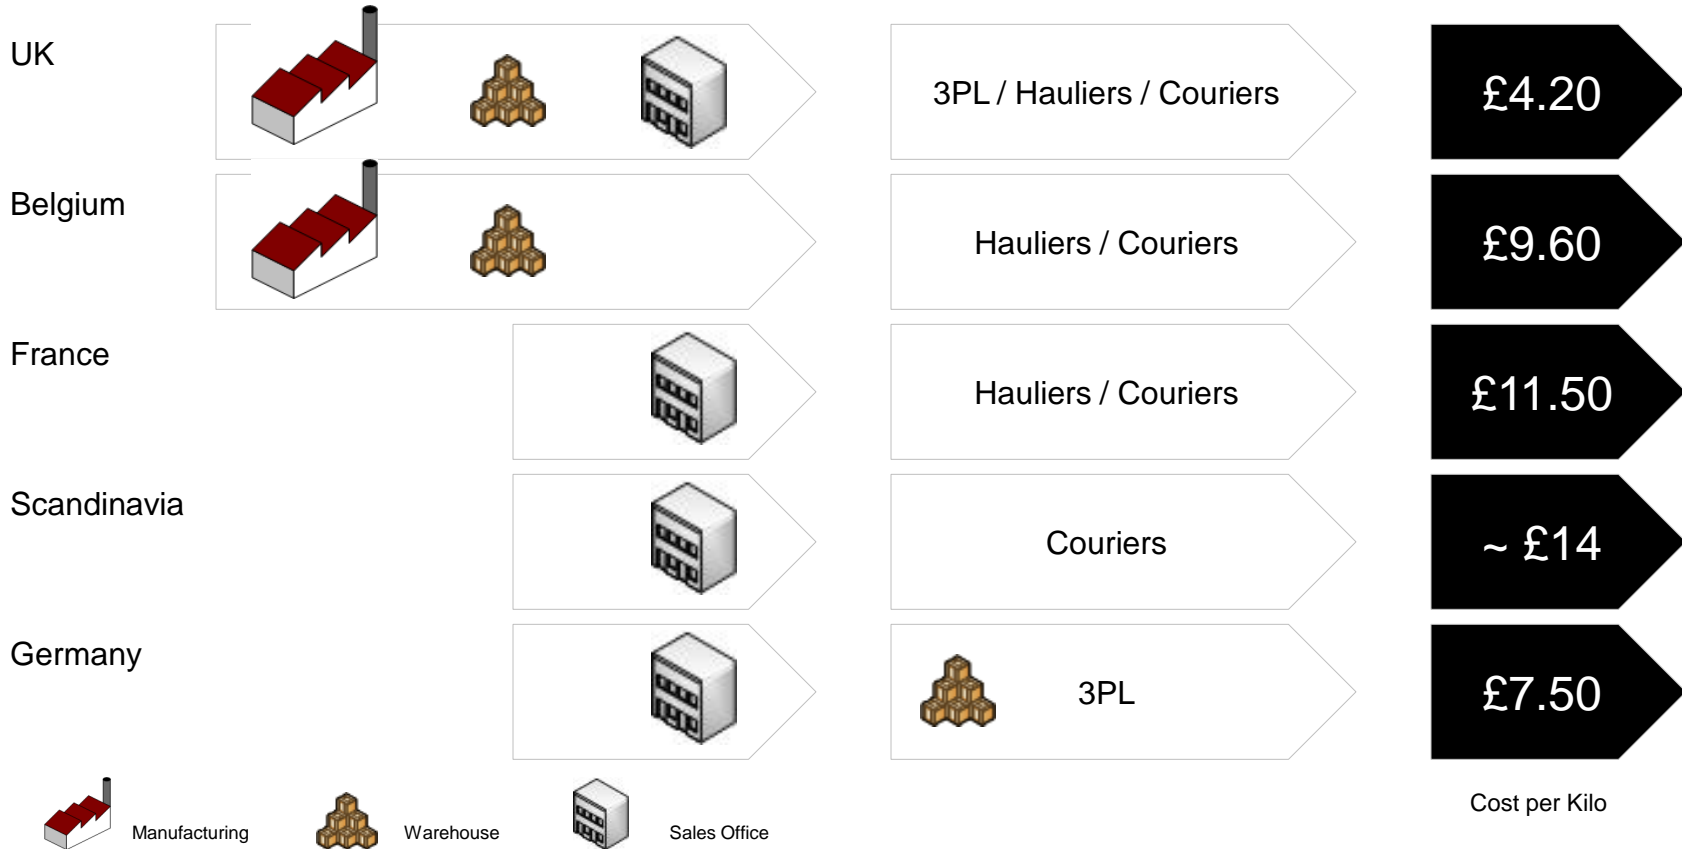 UK
3PL / Hauliers / Couriers
£4.20
Belgium
Hauliers / Couriers
£9.60
France
Hauliers / Couriers
£11.50
Scandinavia
Couriers
~ £14
Germany
3PL
£7.50
Manufacturing
Warehouse
Sales Office
Cost per Kilo